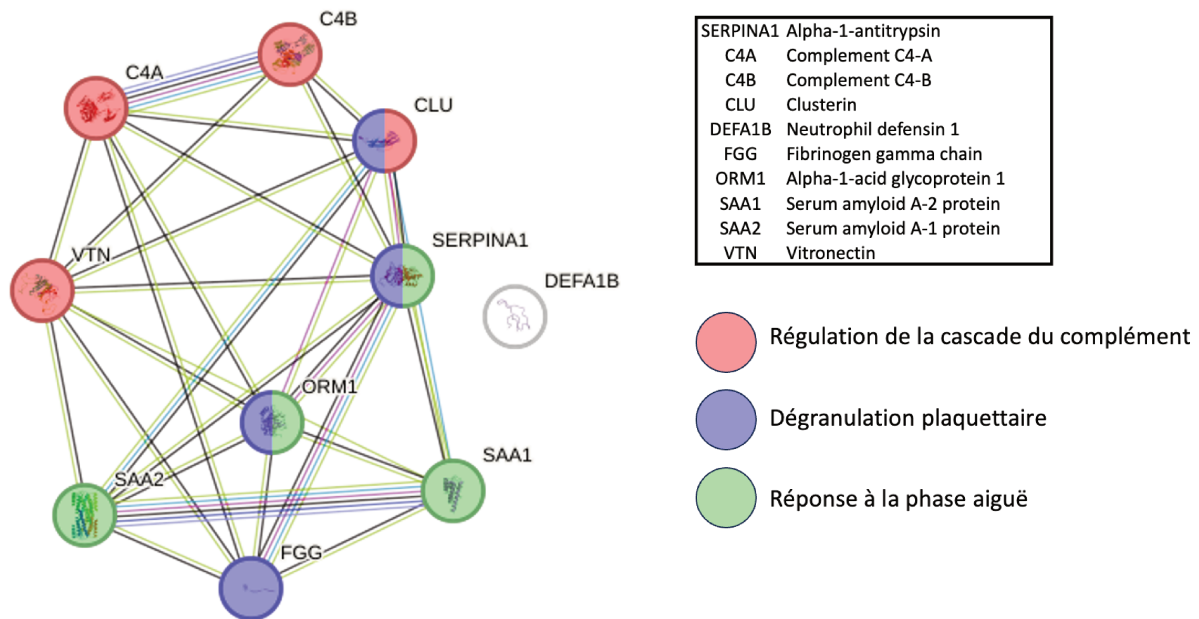 C4B
C4A
CLU
SERPINA1
VTN
DEFA1B
ORM1
SAA1
SAA2
FGG
SERPINA1 Alpha-1-antitrypsin
C4A Complement C4-A
C4B Complement C4-B
CLU Clusterin
DEFA1B Neutrophil defensin 1
FGG Fibrinogen gamma chain
ORM1 Alpha-1-acid glycoprotein 1
SAA1 Serum amyloid A-2 protein
SAA2 Serum amyloid A-1 protein
VTN Vitronectin
Régulation de la cascade du complément
Dégranulation plaquettaire
Réponse à la phase aiguë